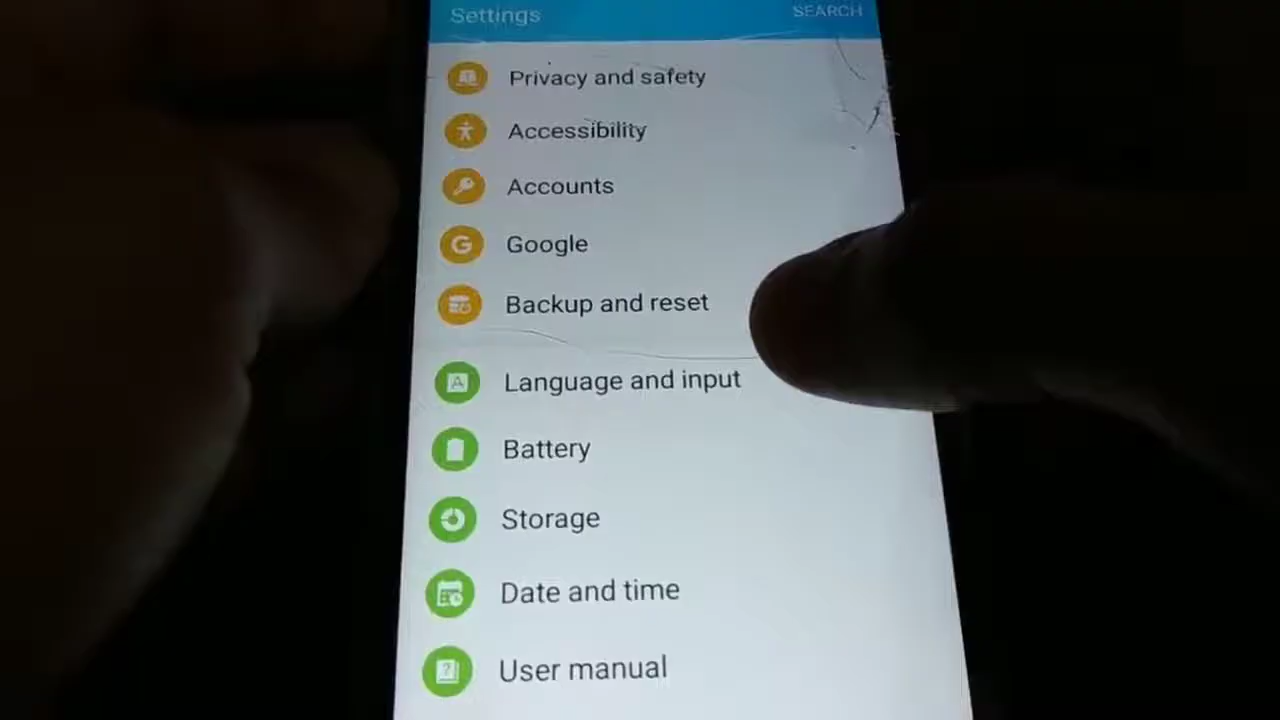 Settings
SEARCH
Privacy and safety
Accessibility
Accounts
Google
Backup and reset
Language and input
Battery
Storage
Date and time
User manual